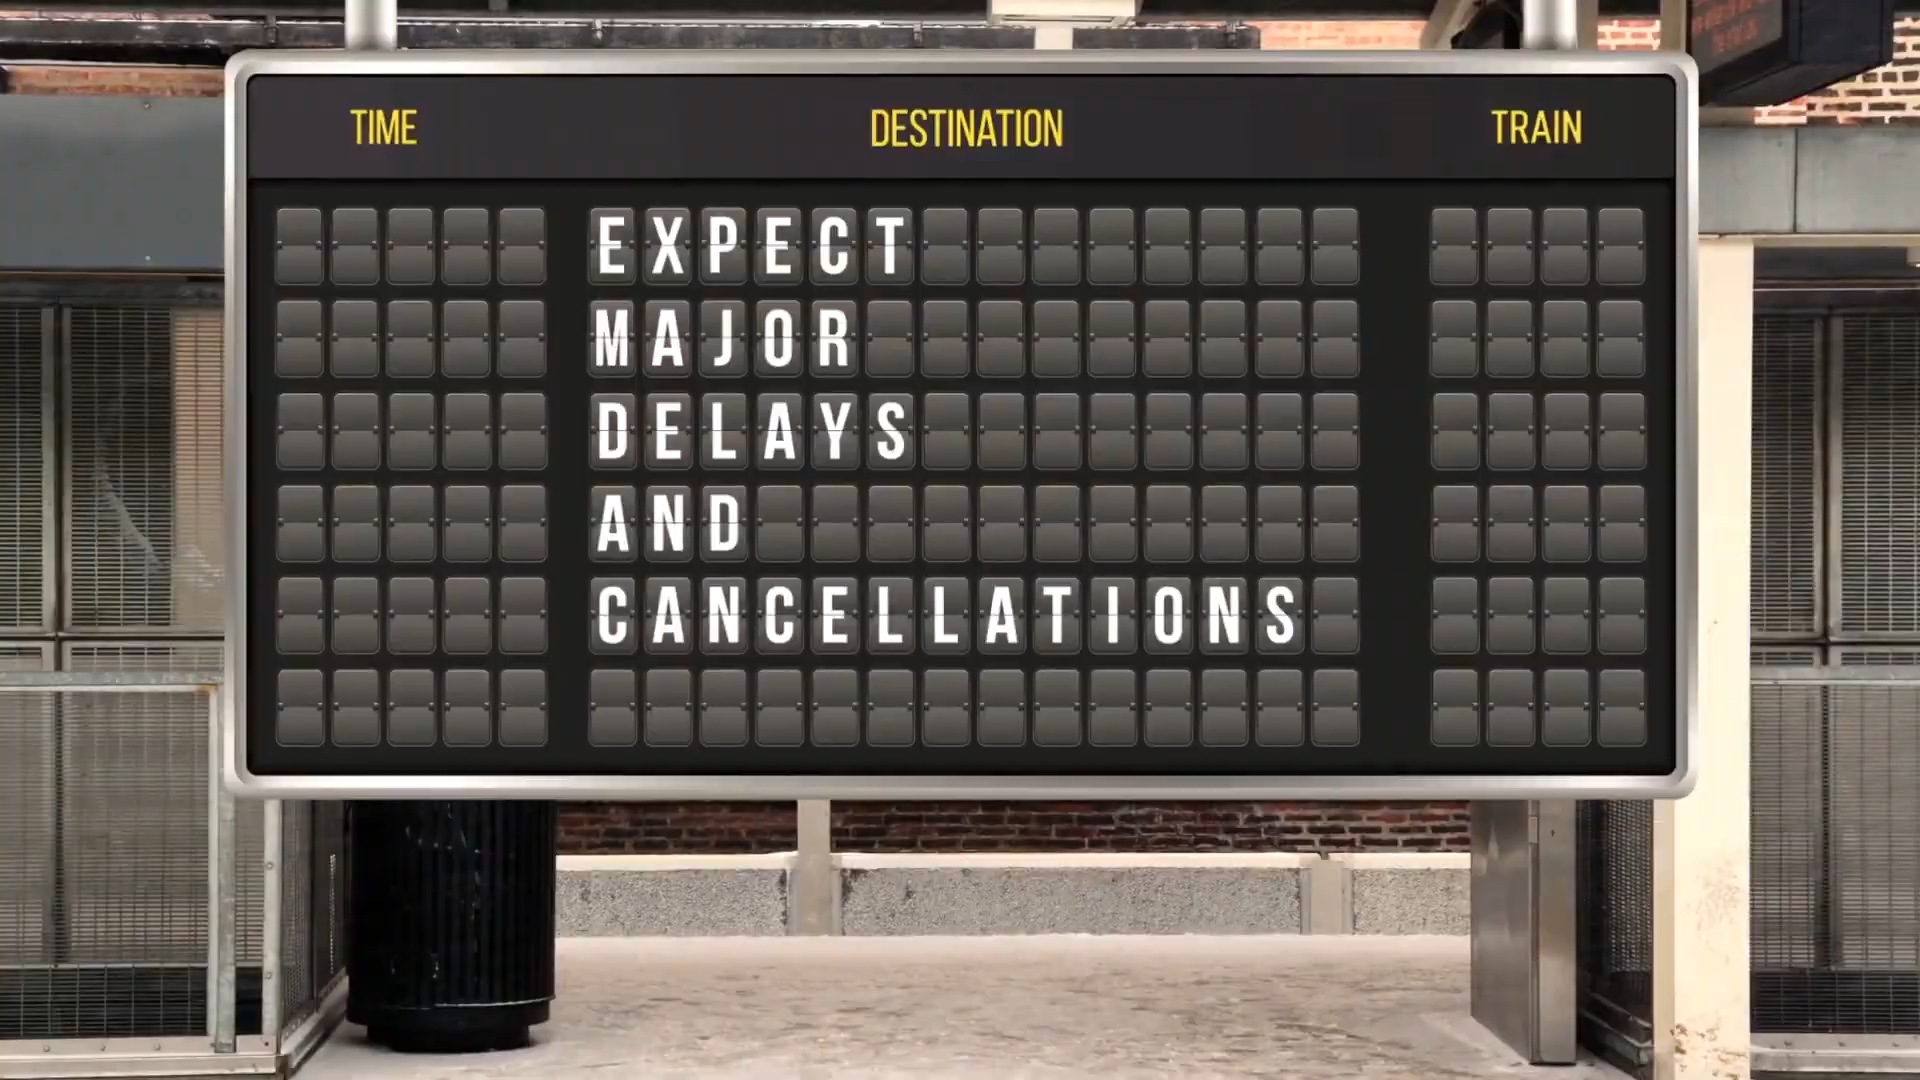 TIME DESTINATION TRAIN
EXPECT
MAJOR
DELAYS
AND
CANCELLATIONS